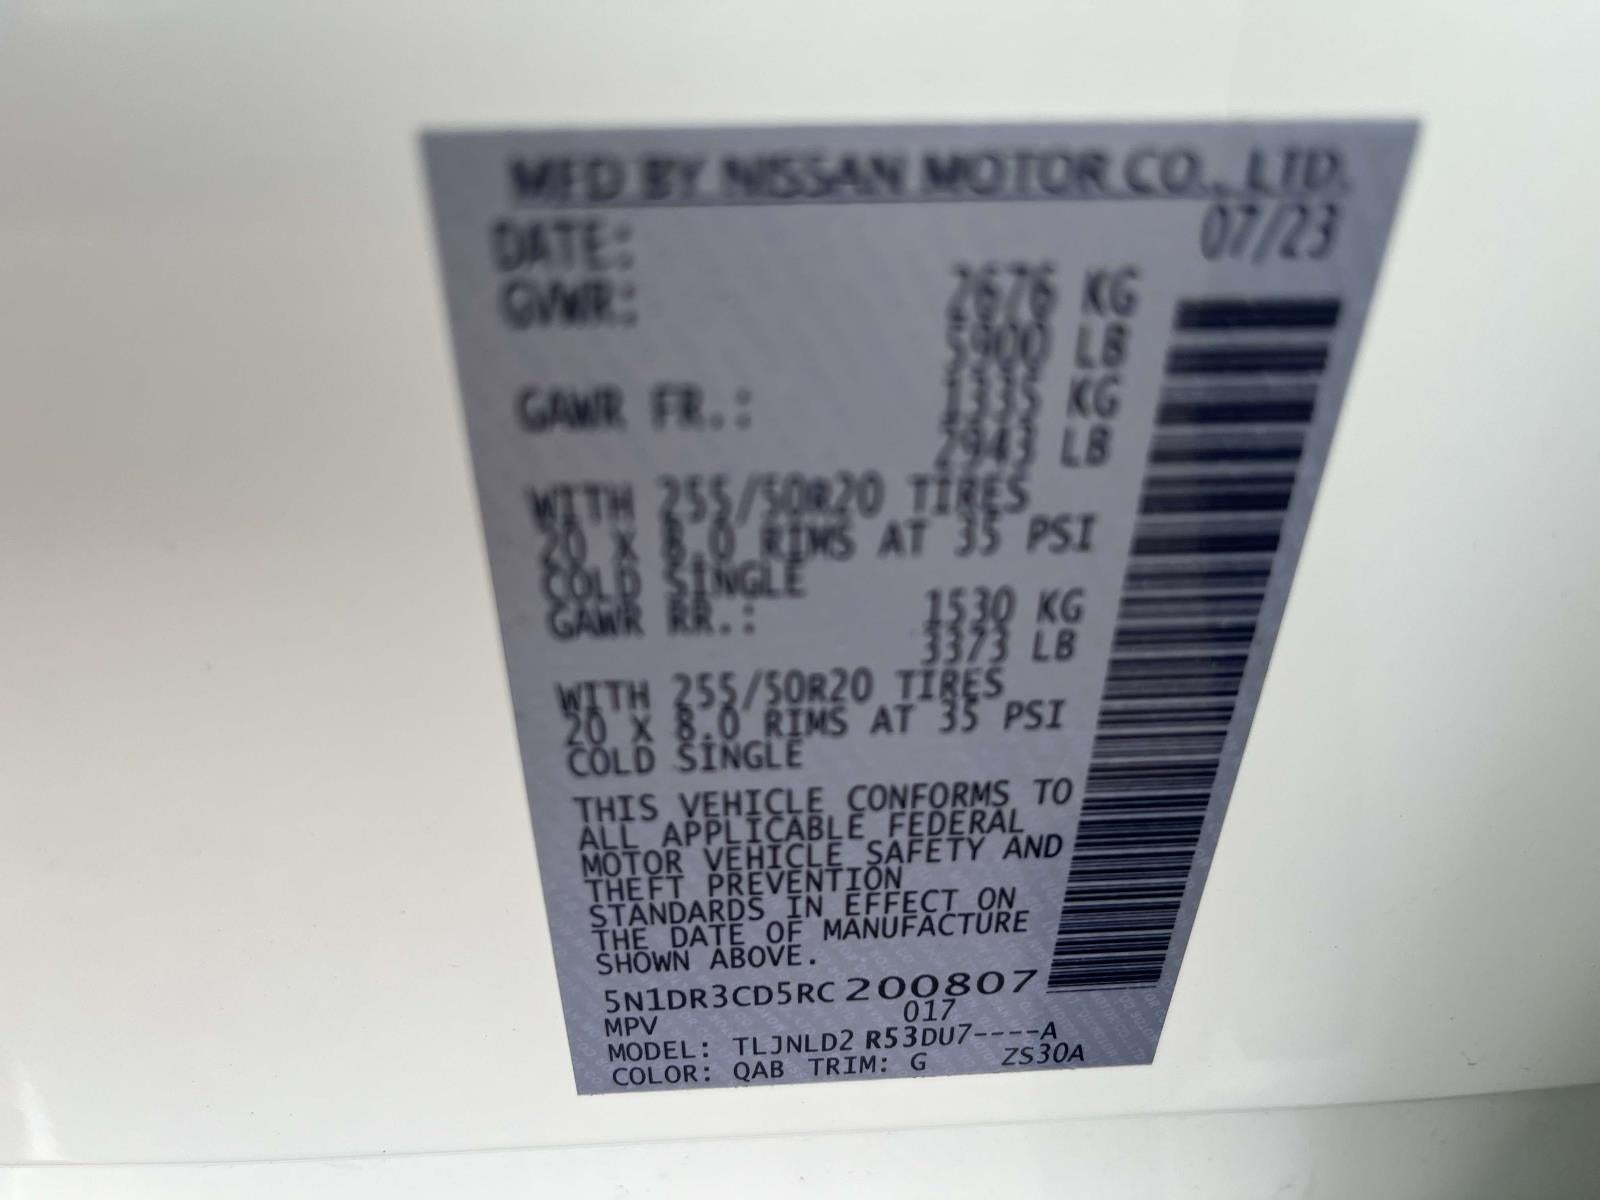 MFD BY NISSAN MOTOR CO., LTD.
DATE: 07/23
GVWR: 2676 KG
5900 LB
GAWR FR.: 1335 KG
2943 LB
WITH 255/50R20 TIRES
20 X 8.0 RIMS AT 35 PSI
COLD SINGLE
GAWR RR.: 1530 KG
3373 LB
WITH 255/50R20 TIRES
20 X 8.0 RIMS AT 35 PSI
COLD SINGLE
THIS VEHICLE CONFORMS TO
ALL APPLICABLE FEDERAL
MOTOR VEHICLE SAFETY AND
THEFT PREVENTION
STANDARDS IN EFFECT ON
THE DATE OF MANUFACTURE
SHOWN ABOVE.
5N1DR3CD5RC200807
MPV 017
MODEL: TLJNLD2 R53DU7----A
COLOR: QAB TRIM: G ZS30A